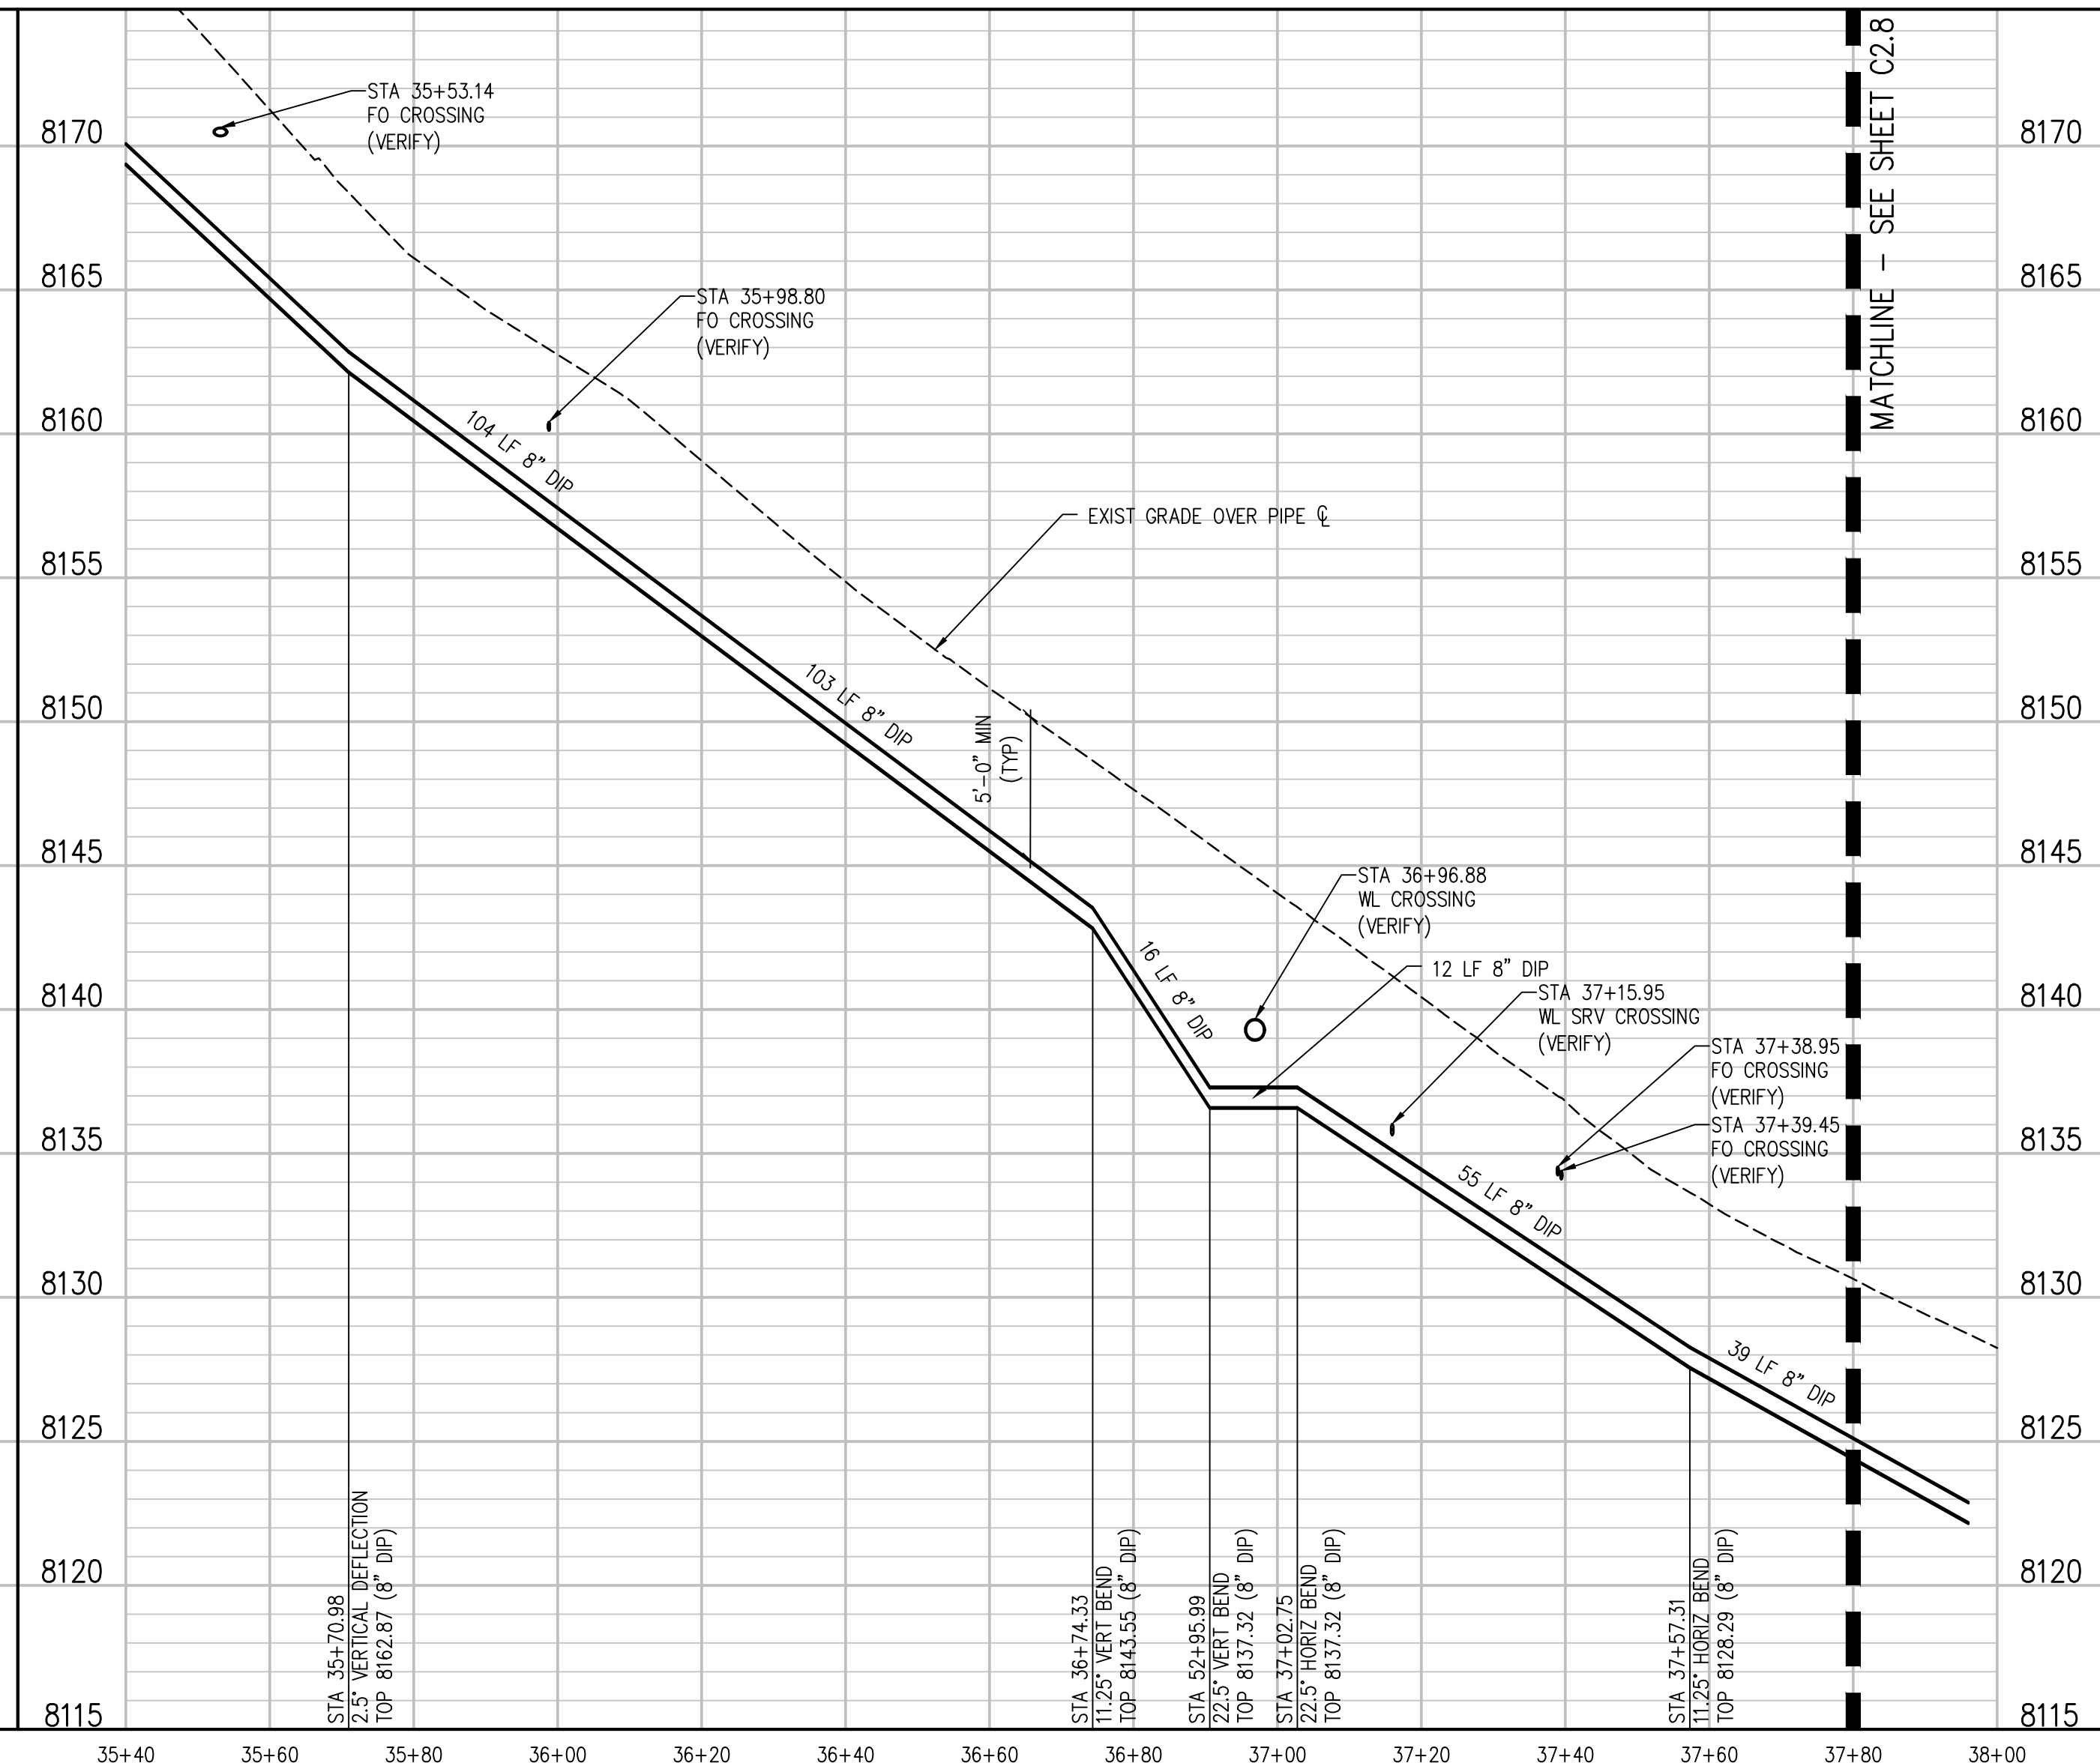 STA 35+53.14
FO CROSSING
(VERIFY)
STA 35+98.80
FO CROSSING
(VERIFY)
EXIST GRADE OVER PIPE ℄
MATCHLINE – SEE SHEET C2.8
8170
8165
8160
8155
8150
8145
8140
8135
8130
8125
8120
8115
8170
8165
8160
8155
8150
8145
8140
8135
8130
8125
8120
8115
104 LF 8" DIP
103 LF 8" DIP
5'-0" MIN
(TYP)
16 LF 8" DIP
STA 36+96.88
WL CROSSING
(VERIFY)
12 LF 8" DIP
STA 37+15.95
WL SRV CROSSING
(VERIFY)
STA 37+38.95
FO CROSSING
(VERIFY)
STA 37+39.45
FO CROSSING
(VERIFY)
55 LF 8" DIP
39 LF 8" DIP
STA 35+70.98
2.5° VERTICAL DEFLECTION
TOP 8162.87 (8" DIP)
STA 36+74.33
11.25° VERT BEND
TOP 8143.55 (8" DIP)
STA 52+95.99
22.5° VERT BEND
TOP 8137.32 (8" DIP)
STA 37+02.75
22.5° HORIZ BEND
TOP 8137.32 (8" DIP)
STA 37+57.31
11.25° HORIZ BEND
TOP 8128.29 (8" DIP)
35+40
35+60
35+80
36+00
36+20
36+40
36+60
36+80
37+00
37+20
37+40
37+60
37+80
38+00